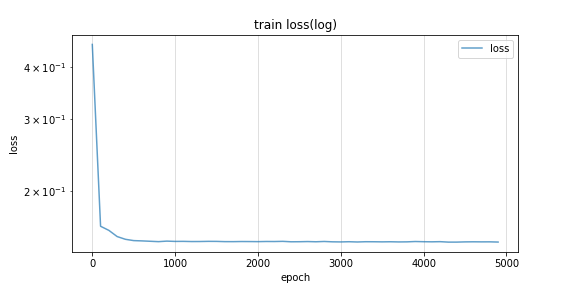 train loss(log)
loss
4 × 10⁻¹
3 × 10⁻¹
2 × 10⁻¹
loss
0 1000 2000 3000 4000 5000
epoch